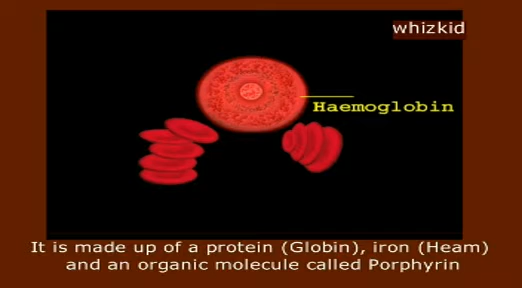 whizkid
Haemoglobin
It is made up of a protein (Globin), iron (Heam)
and an organic molecule called Porphyrin